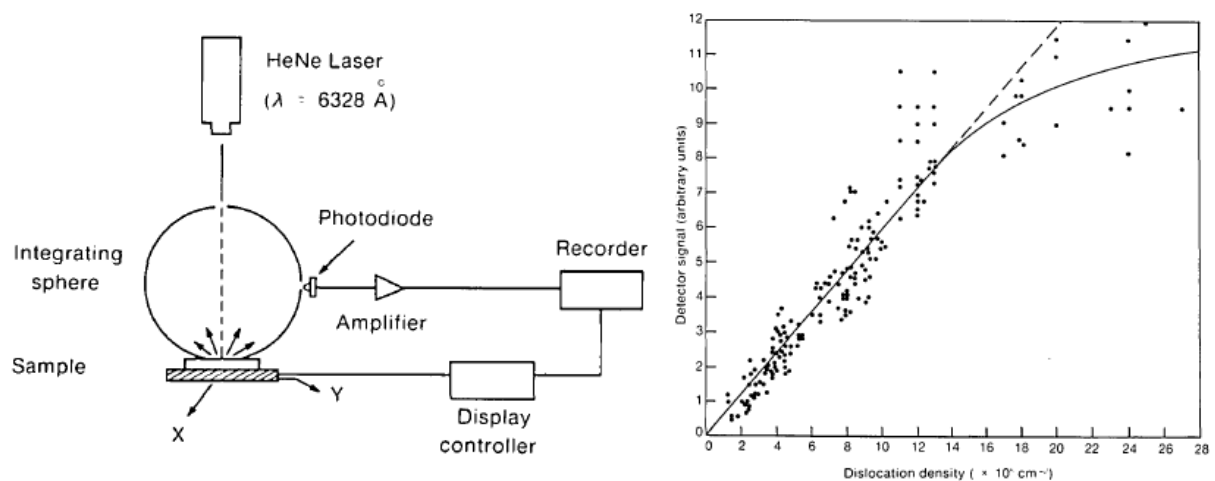 HeNe Laser
(λ = 6328 Å)
Photodiode
Integrating
sphere
Recorder
Amplifier
Sample
Y
X
Display
controller
Detector signal (arbitrary units)
12
11
10
9
8
7
6
5
4
3
2
1
0
0 2 4 6 8 10 12 14 16 18 20 22 24 26 28
Dislocation density ( ×